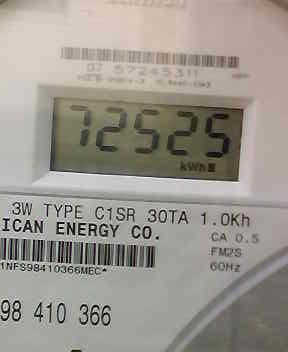 07 57245311
72525
kWh
3W TYPE C1SR 30TA 1.0Kh
ICAN ENERGY CO.
CA 0.5
FM2S
1NFS98410366MEC*
60Hz
98 410 366